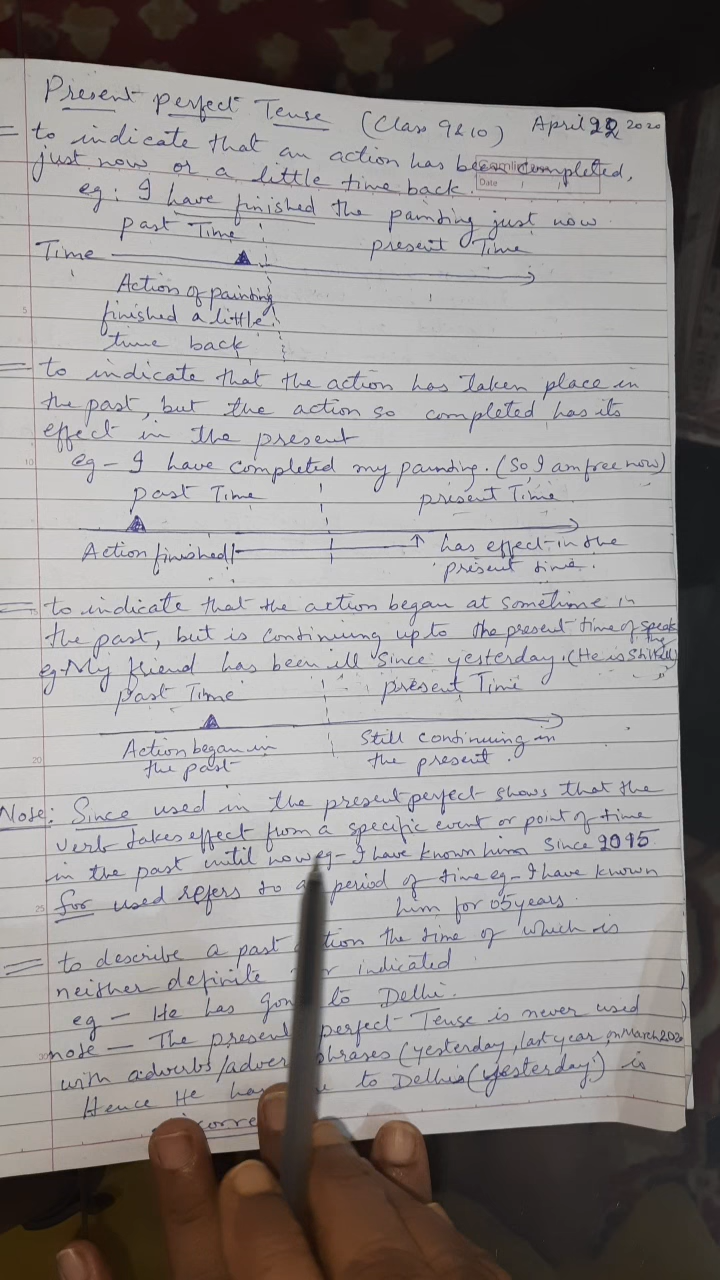 Present perfect Tense (Class 9 & 10) April 22 2020
= to indicate that an action has been completed,
just now or a little time back.
Date
eg: I have finished the painting just now.
past Time present Time
Time
Action of painting
finished a little
time back
= to indicate that the action has taken place in
the past, but the action so completed has its
effect in the present
eg - I have completed my painting. (So I am free now)
past Time present Time
Action finished has effect in the
present time.
= to indicate that the action began at sometime in
the past, but is continuing up to the present time of
eg - My friend has been ill since yesterday. (He is still ill)
past Time present Time
Action began in Still continuing in
the past the present.
Note: Since used in the present perfect shows that the
verb takes effect from a specific event or point of time
in the past until now eg - I have known him since 2015
for used refers to a period of time eg - I have known
him for 05 years.
= to describe a past the time of which is
neither definite indicated
eg - He has to Delhi.
note - The present perfect Tense is never used
with adverbs / phrases (yesterday, last year, on March
Hence He to Delhi (yesterday) is